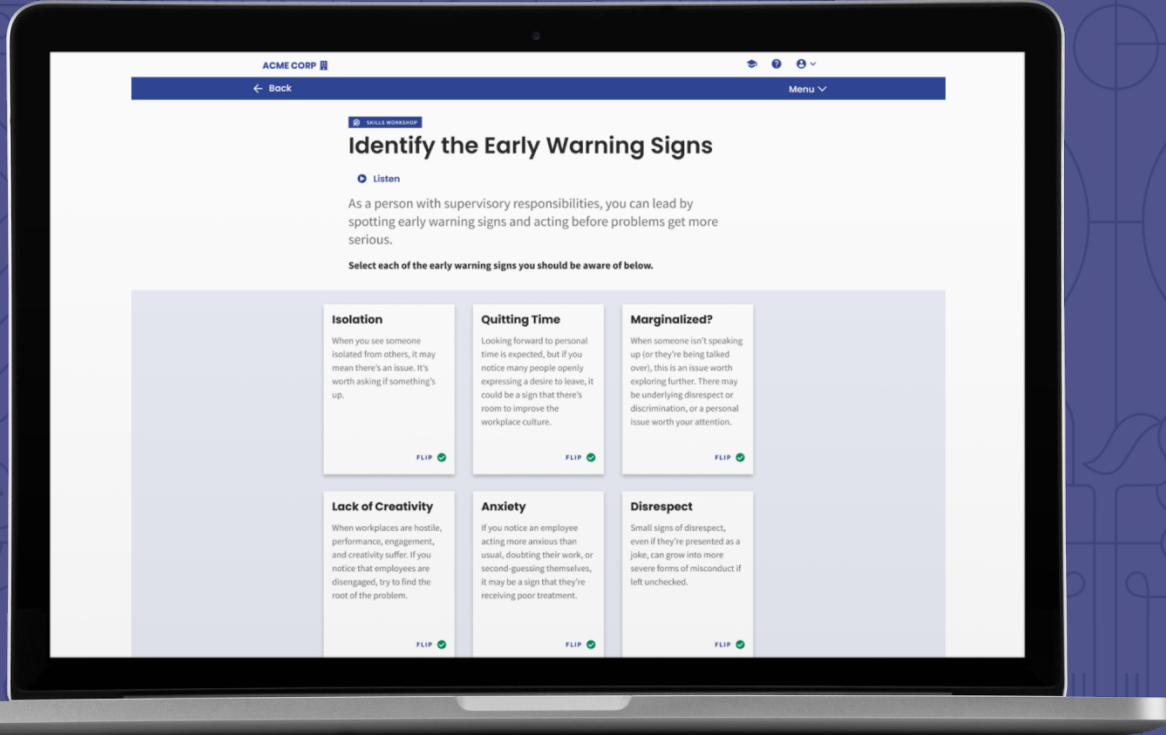 ACME CORP
← Back
Menu
SKILLS WORKSHOP
Identify the Early Warning Signs
Listen
As a person with supervisory responsibilities, you can lead by
spotting early warning signs and acting before problems get more
serious.
Select each of the early warning signs you should be aware of below.
Isolation
When you see someone
isolated from others, it may
mean there's an issue. It's
worth asking if something's
up.
FLIP
Quitting Time
Looking forward to personal
time is expected, but if you
notice many people openly
expressing a desire to leave, it
could be a sign that there's
room to improve the
workplace culture.
FLIP
Marginalized?
When someone isn't speaking
up (or they're being talked
over), this is an issue worth
exploring further. There may
be underlying disrespect or
discrimination, or a personal
issue worth your attention.
FLIP
Lack of Creativity
When workplaces are hostile,
performance, engagement,
and creativity suffer. If you
notice that employees are
disengaged, try to find the
root of the problem.
FLIP
Anxiety
If you notice an employee
acting more anxious than
usual, doubting their work, or
second-guessing themselves,
it may be a sign that they're
receiving poor treatment.
FLIP
Disrespect
Small signs of disrespect,
even if they're presented as a
joke, can grow into more
severe forms of misconduct if
left unchecked.
FLIP